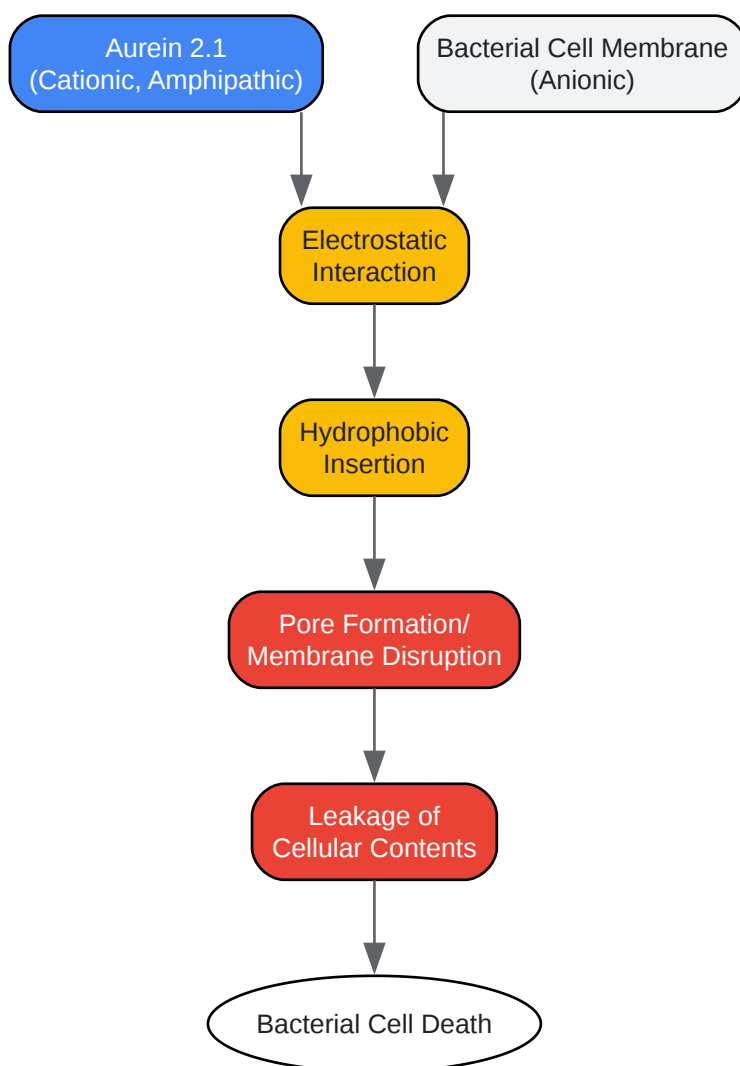 Aurein 2.1
(Cationic, Amphipathic)
Bacterial Cell Membrane
(Anionic)
Electrostatic
Interaction
Hydrophobic
Insertion
Pore Formation/
Membrane Disruption
Leakage of
Cellular Contents
Bacterial Cell Death